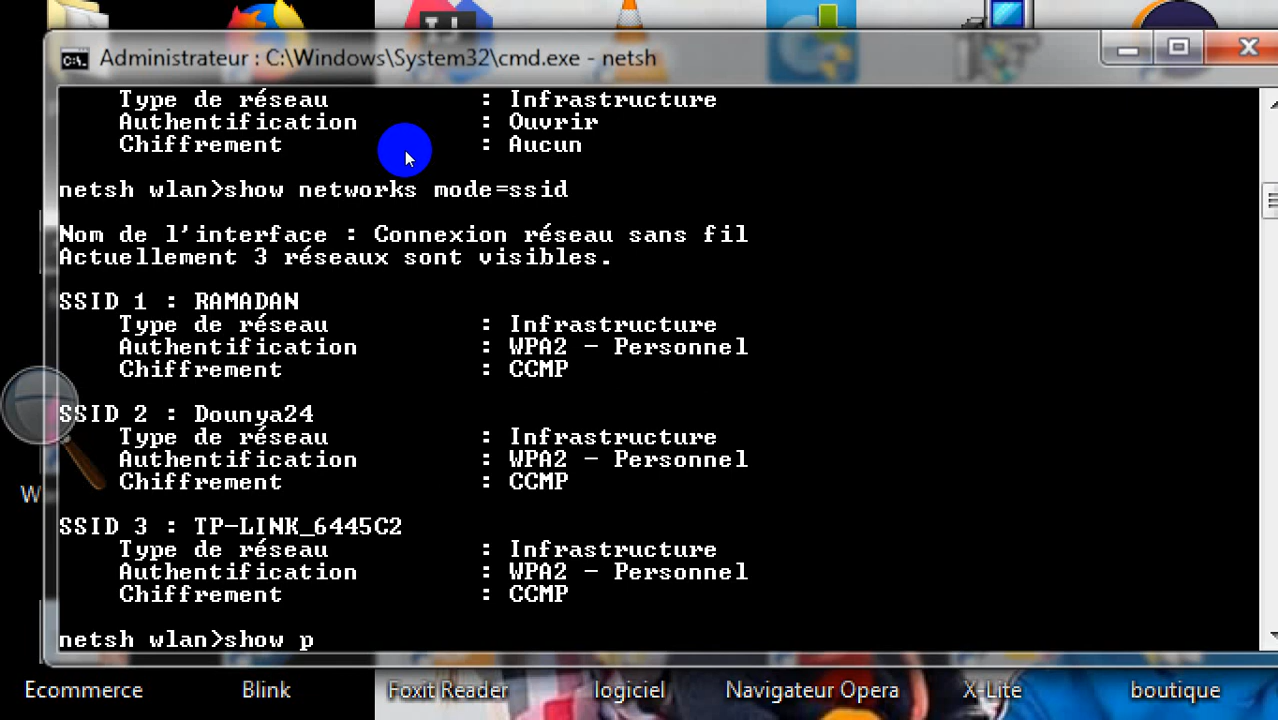 Administrateur : C:\Windows\System32\cmd.exe - netsh
Type de réseau : Infrastructure
Authentification : Ouvrir
Chiffrement : Aucun
netsh wlan>show networks mode=ssid
Nom de l'interface : Connexion réseau sans fil
Actuellement 3 réseaux sont visibles.
SSID 1 : RAMADAN
Type de réseau : Infrastructure
Authentification : WPA2 - Personnel
Chiffrement : CCMP
SSID 2 : Dounya24
Type de réseau : Infrastructure
Authentification : WPA2 - Personnel
Chiffrement : CCMP
W
SSID 3 : TP-LINK_6445C2
Type de réseau : Infrastructure
Authentification : WPA2 - Personnel
Chiffrement : CCMP
netsh wlan>show p
Ecommerce Blink Foxit Reader logiciel Navigateur Opera X-Lite boutique